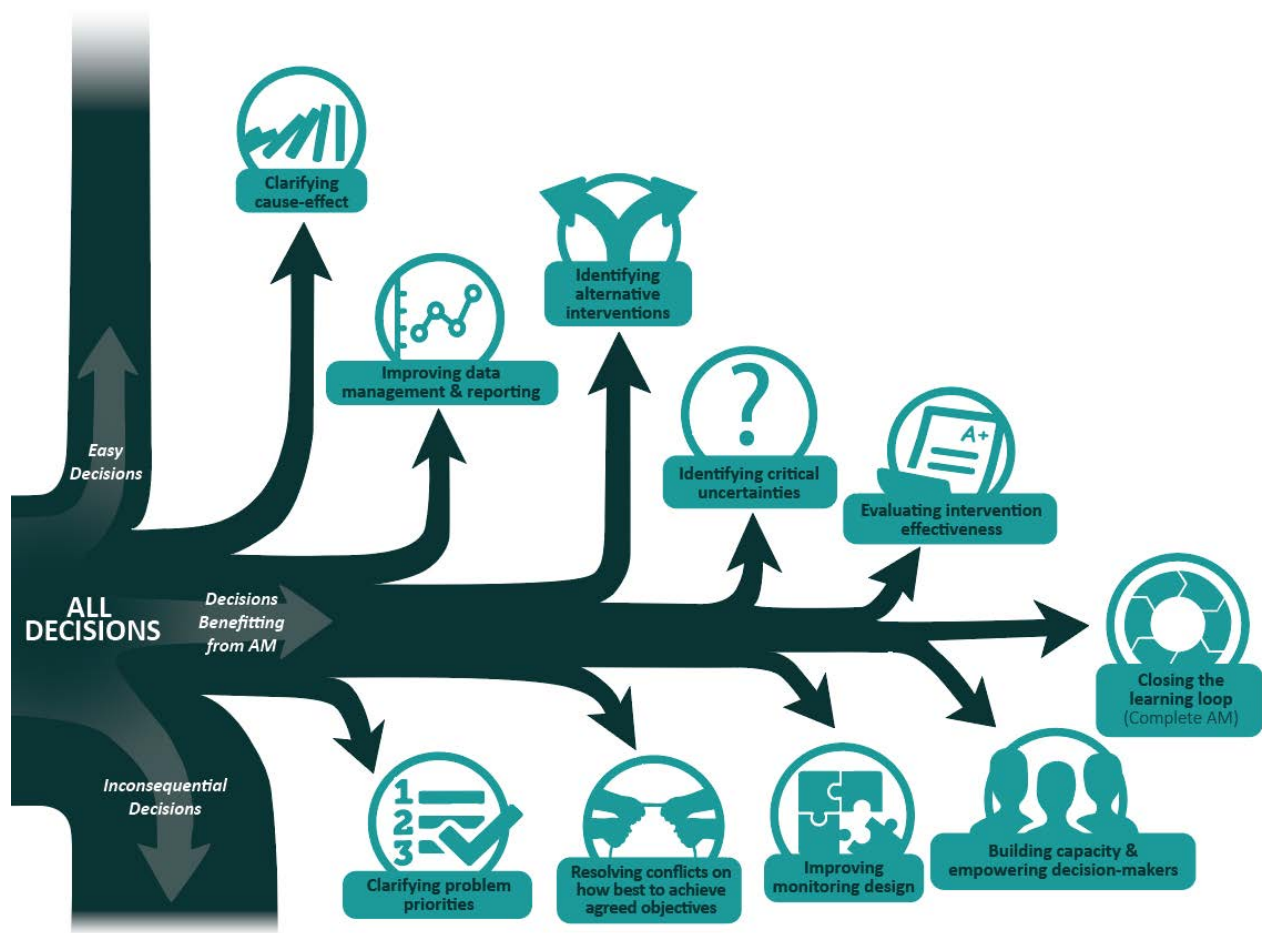 Clarifying
cause-effect
Identifying
alternative
interventions
Improving data
management & reporting
?
Identifying critical
uncertainties
A+
Evaluating intervention
effectiveness
Easy
Decisions
ALL
DECISIONS
Decisions
Benefitting
from AM
Closing the
learning loop
(Complete AM)
Inconsequential
Decisions
1
2
3
Clarifying problem
priorities
Resolving conflicts on
how best to achieve
agreed objectives
Improving
monitoring design
Building capacity &
empowering decision-makers